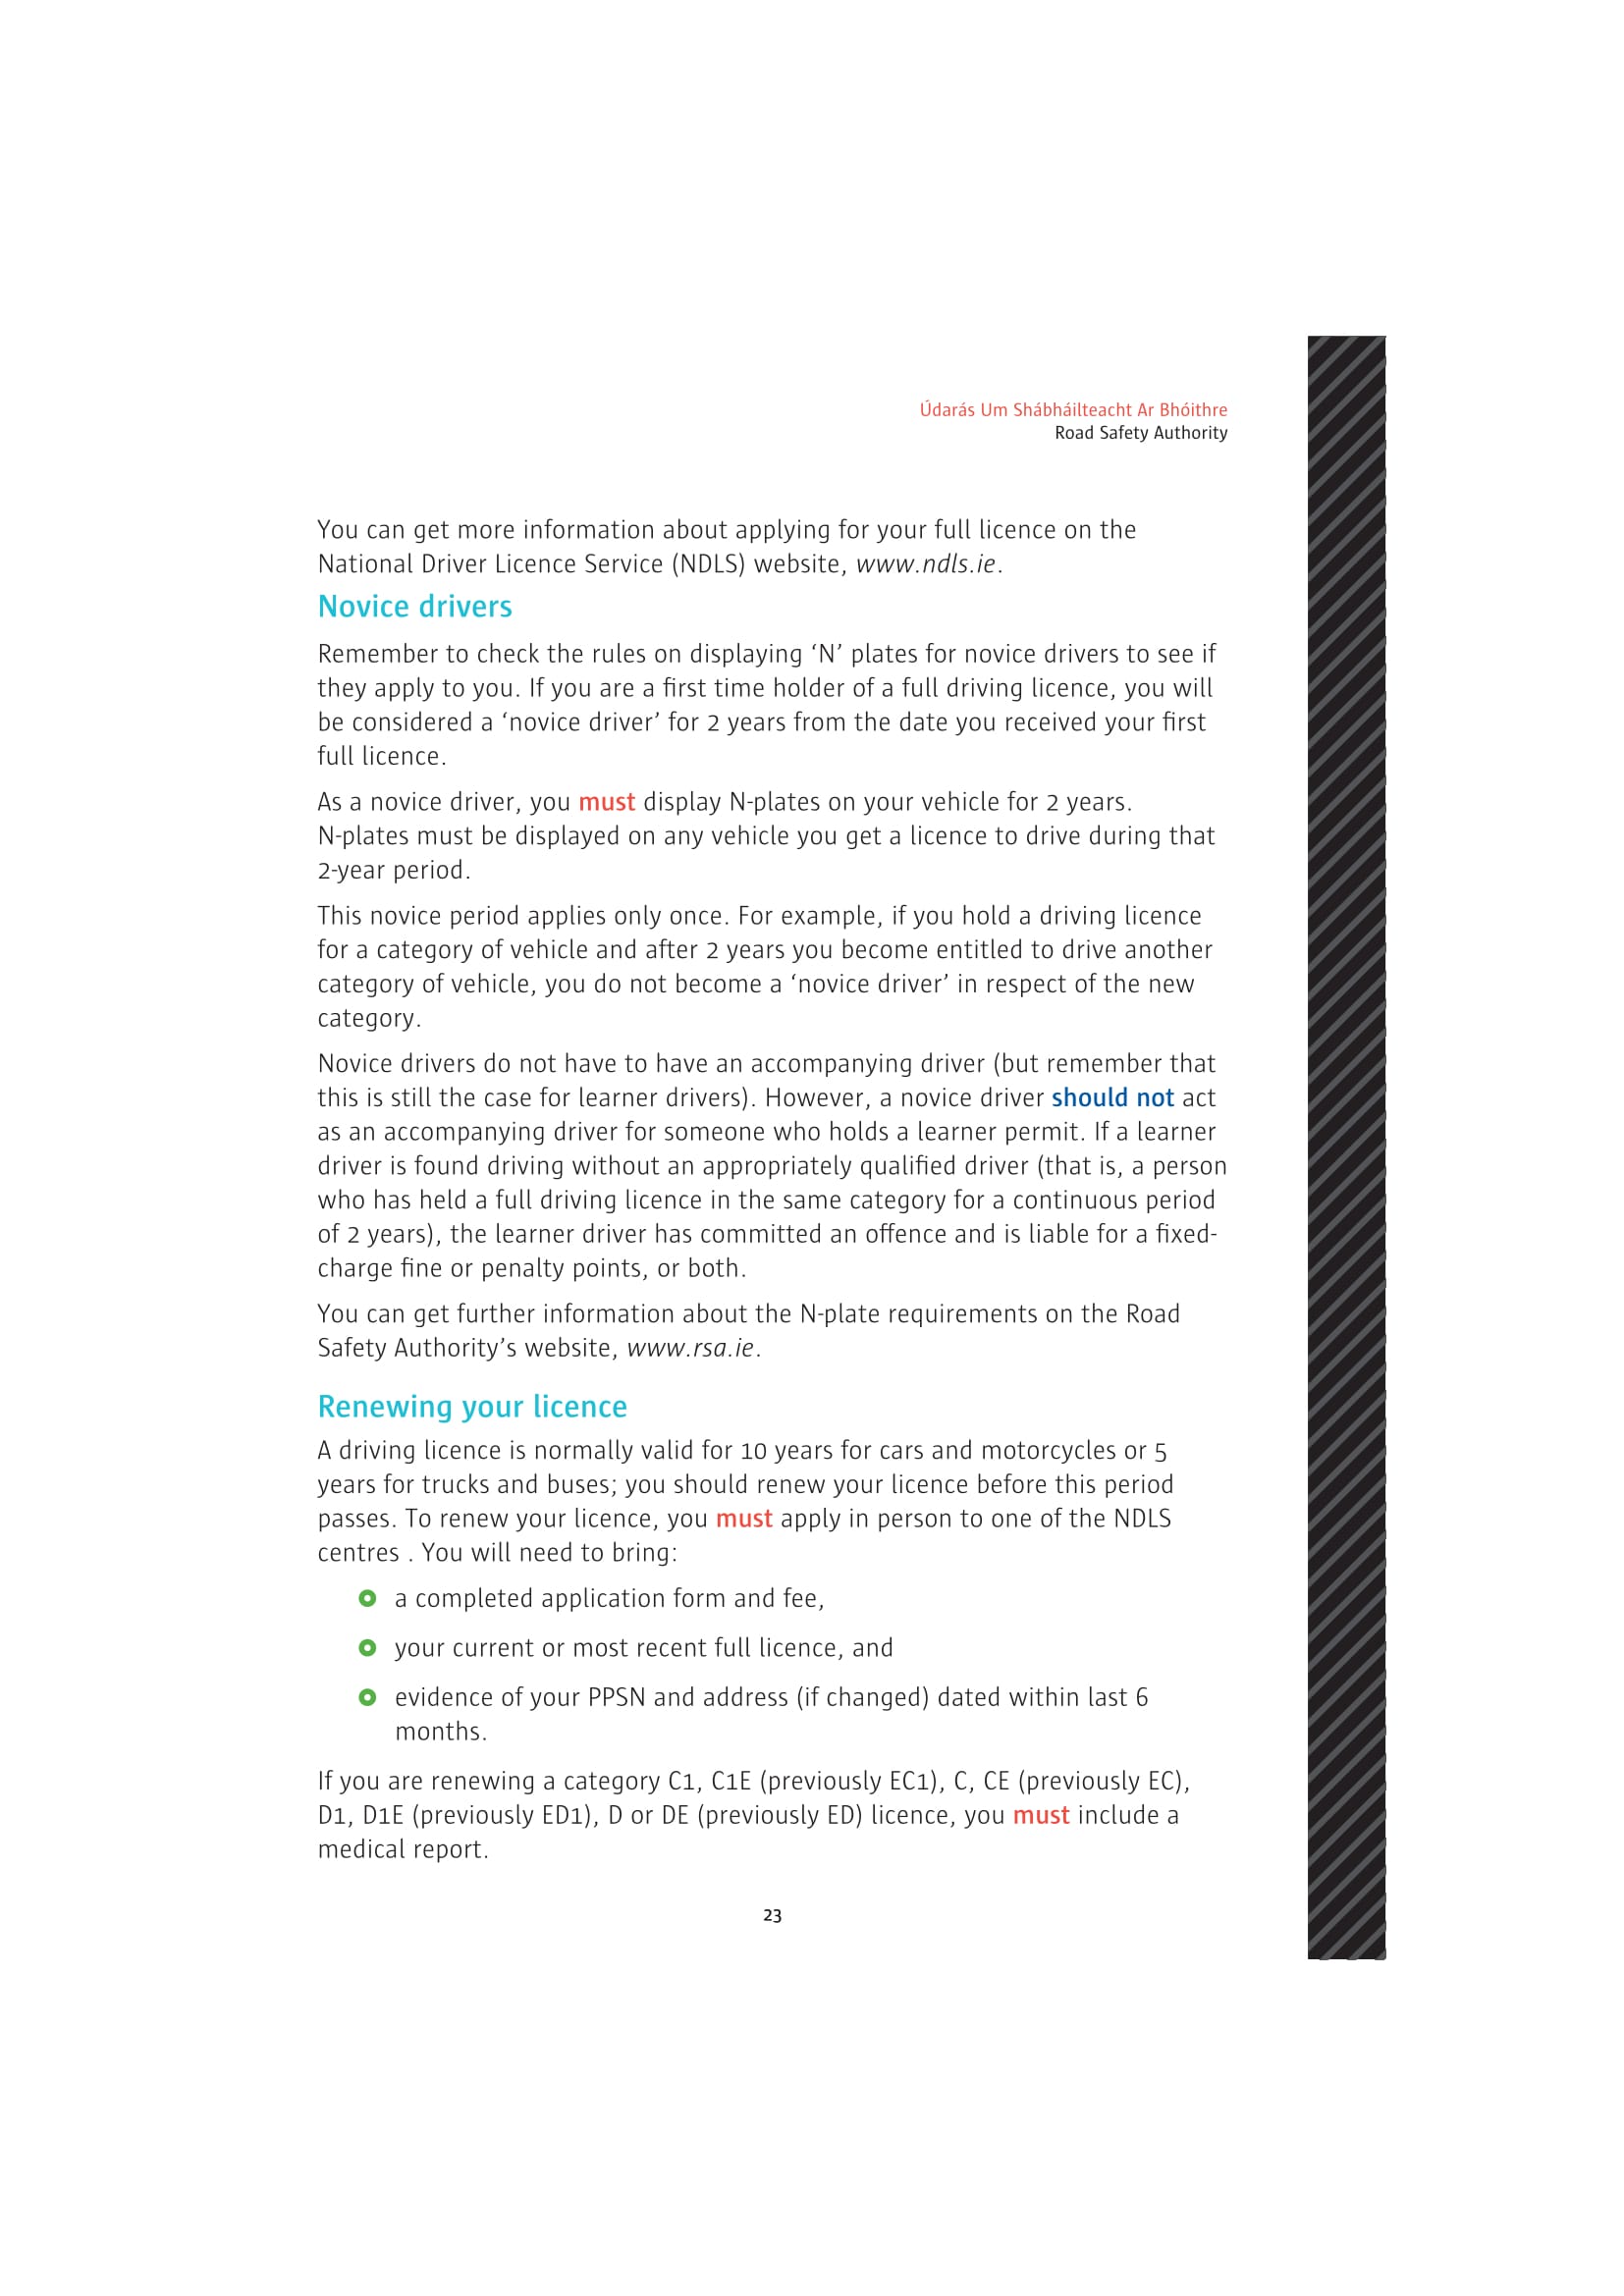 Údarás Um Shábháilteacht Ar Bhóithre
Road Safety Authority
You can get more information about applying for your full licence on the
National Driver Licence Service (NDLS) website, www.ndls.ie.
Novice drivers
Remember to check the rules on displaying ‘N’ plates for novice drivers to see if
they apply to you. If you are a first time holder of a full driving licence, you will
be considered a ‘novice driver’ for 2 years from the date you received your first
full licence.
As a novice driver, you must display N-plates on your vehicle for 2 years.
N-plates must be displayed on any vehicle you get a licence to drive during that
2-year period.
This novice period applies only once. For example, if you hold a driving licence
for a category of vehicle and after 2 years you become entitled to drive another
category of vehicle, you do not become a ‘novice driver’ in respect of the new
category.
Novice drivers do not have to have an accompanying driver (but remember that
this is still the case for learner drivers). However, a novice driver should not act
as an accompanying driver for someone who holds a learner permit. If a learner
driver is found driving without an appropriately qualified driver (that is, a person
who has held a full driving licence in the same category for a continuous period
of 2 years), the learner driver has committed an offence and is liable for a fixed-
charge fine or penalty points, or both.
You can get further information about the N-plate requirements on the Road
Safety Authority’s website, www.rsa.ie.
Renewing your licence
A driving licence is normally valid for 10 years for cars and motorcycles or 5
years for trucks and buses; you should renew your licence before this period
passes. To renew your licence, you must apply in person to one of the NDLS
centres . You will need to bring:
a completed application form and fee,
your current or most recent full licence, and
evidence of your PPSN and address (if changed) dated within last 6
months.
If you are renewing a category C1, C1E (previously EC1), C, CE (previously EC),
D1, D1E (previously ED1), D or DE (previously ED) licence, you must include a
medical report.
23